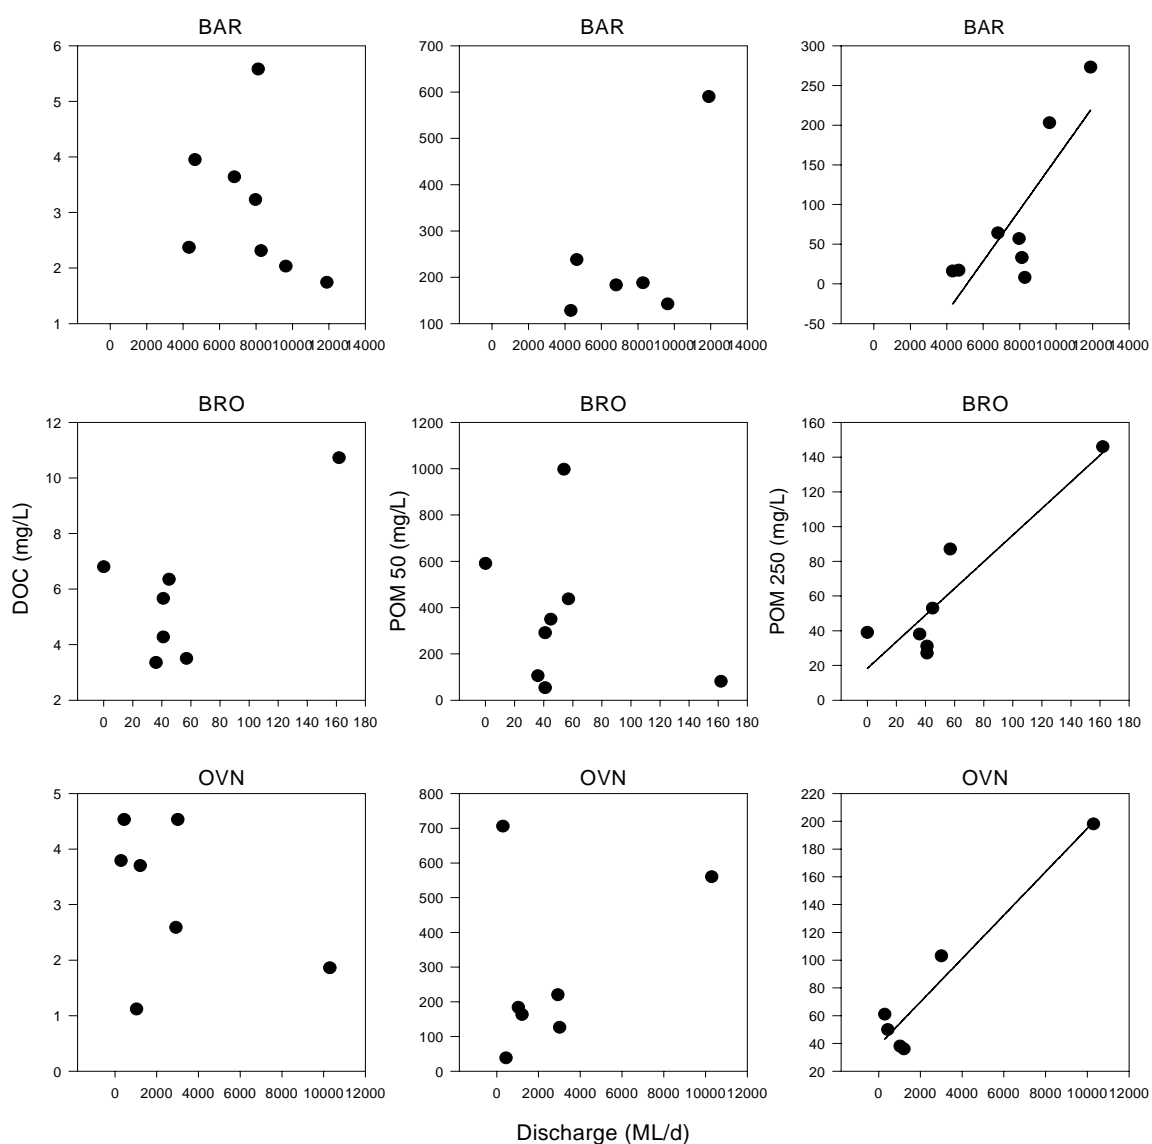 BAR BAR BAR
6 700 300
5 600 250
4 500 200
3 400 150
2 300 100
1 200 50
100 0
-50
0 2000 4000 6000 8000 10000 12000 14000 0 2000 4000 6000 8000 10000 12000 14000 0 2000 4000 6000 8000 10000 12000 14000
BRO BRO BRO
DOC (mg/L) POM 50 (mg/L) POM 250 (mg/L)
12 1200 160
10 1000 140
8 800 120
6 600 100
4 400 80
2 200 60
0 40
20
0
0 20 40 60 80 100 120 140 160 180 0 20 40 60 80 100 120 140 160 180 0 20 40 60 80 100 120 140 160 180
OVN OVN OVN
5 800 220
4 700 200
3 600 180
2 500 160
1 400 140
0 300 120
200 100
100 80
0 60
40
20
0 2000 4000 6000 8000 10000 12000 0 2000 4000 6000 8000 10000 12000 0 2000 4000 6000 8000 10000 12000
Discharge (ML/d)